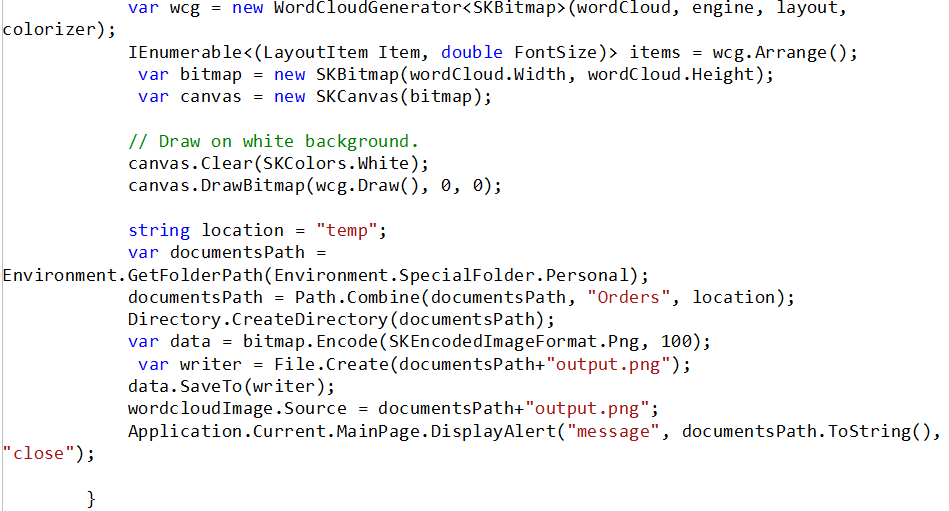 var wcg = new WordCloudGenerator<SKBitmap>(wordCloud, engine, layout,
colorizer);
IEnumerable<(LayoutItem Item, double FontSize)> items = wcg.Arrange();
var bitmap = new SKBitmap(wordCloud.Width, wordCloud.Height);
var canvas = new SKCanvas(bitmap);
// Draw on white background.
canvas.Clear(SKColors.White);
canvas.DrawBitmap(wcg.Draw(), 0, 0);
string location = "temp";
var documentsPath =
Environment.GetFolderPath(Environment.SpecialFolder.Personal);
documentsPath = Path.Combine(documentsPath, "Orders", location);
Directory.CreateDirectory(documentsPath);
var data = bitmap.Encode(SKEncodedImageFormat.Png, 100);
var writer = File.Create(documentsPath+"output.png");
data.SaveTo(writer);
wordcloudImage.Source = documentsPath+"output.png";
Application.Current.MainPage.DisplayAlert("message", documentsPath.ToString(),
"close");
}